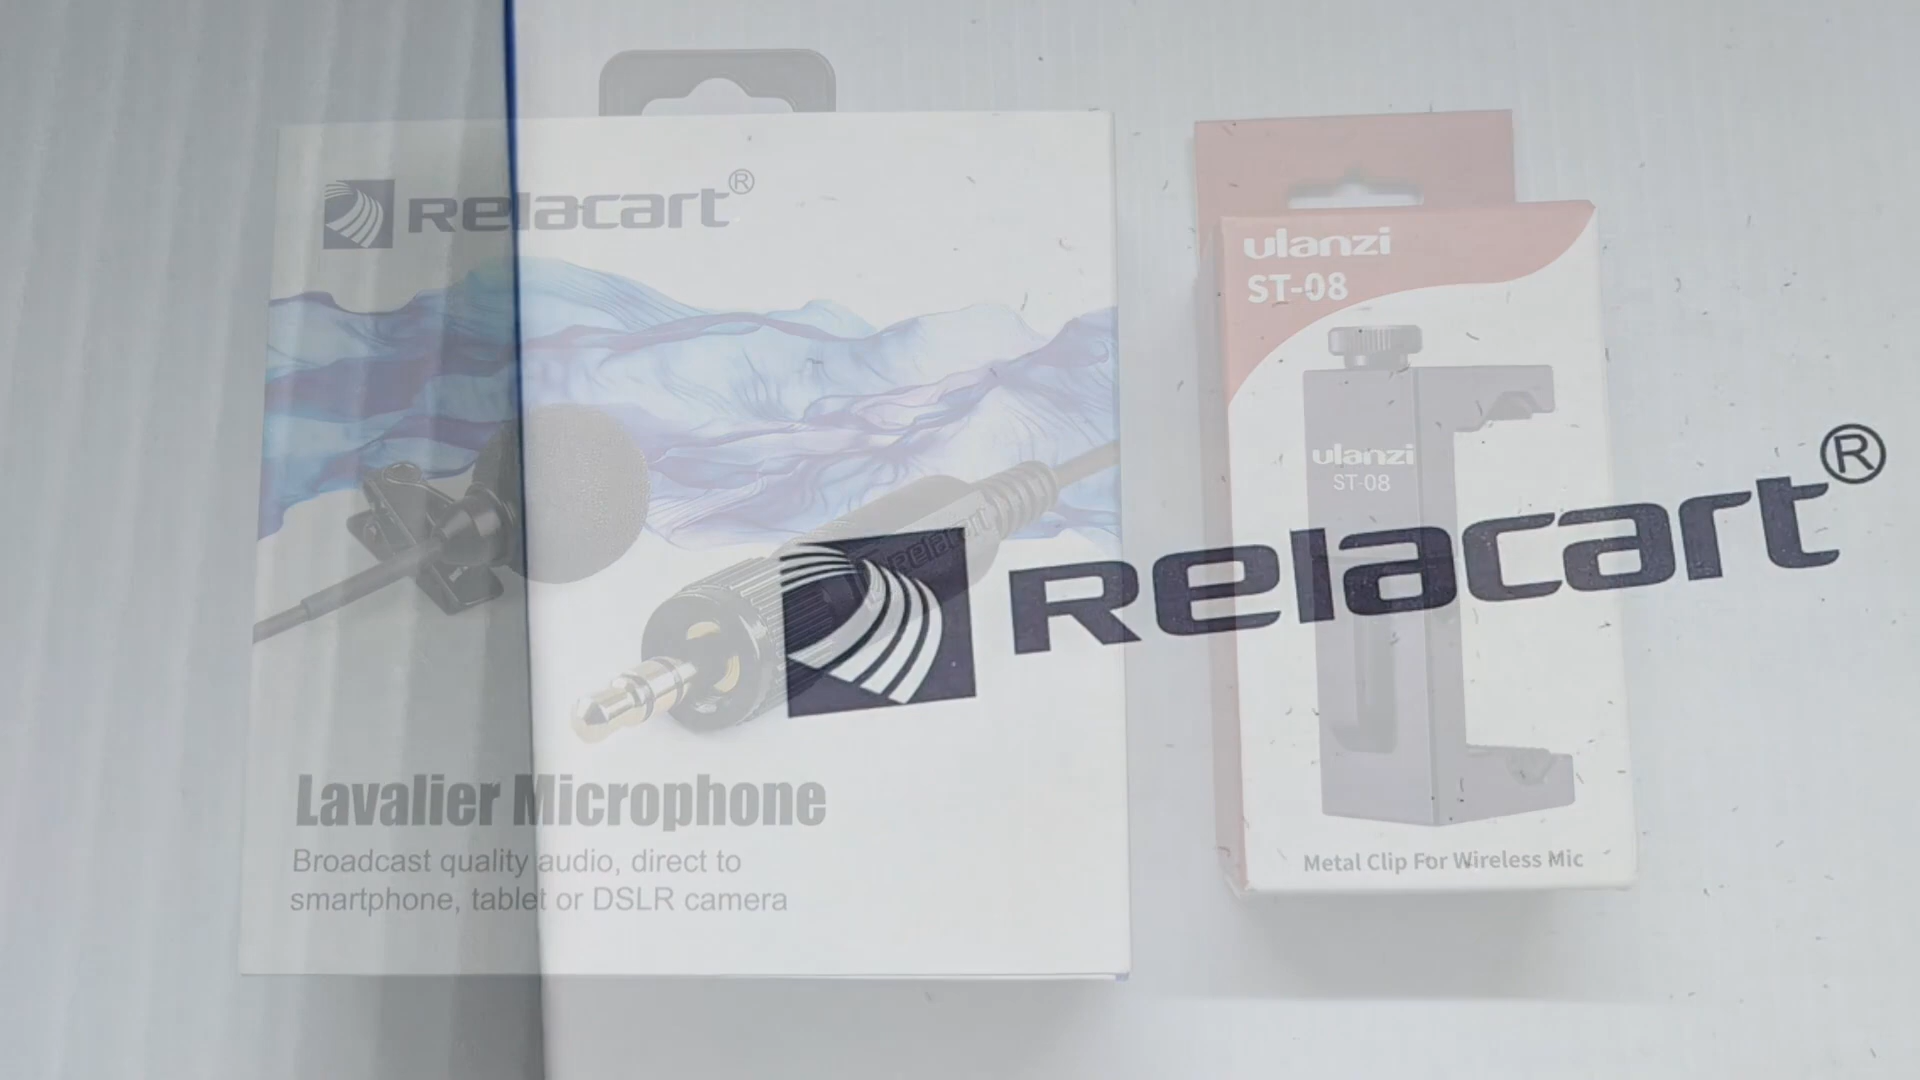 Relacart®
ulanzi
ST-08
ulanzi
ST-08
Relacart
Relacart®
Lavalier Microphone
Broadcast quality audio, direct to
smartphone, tablet or DSLR camera
Metal Clip For Wireless Mic